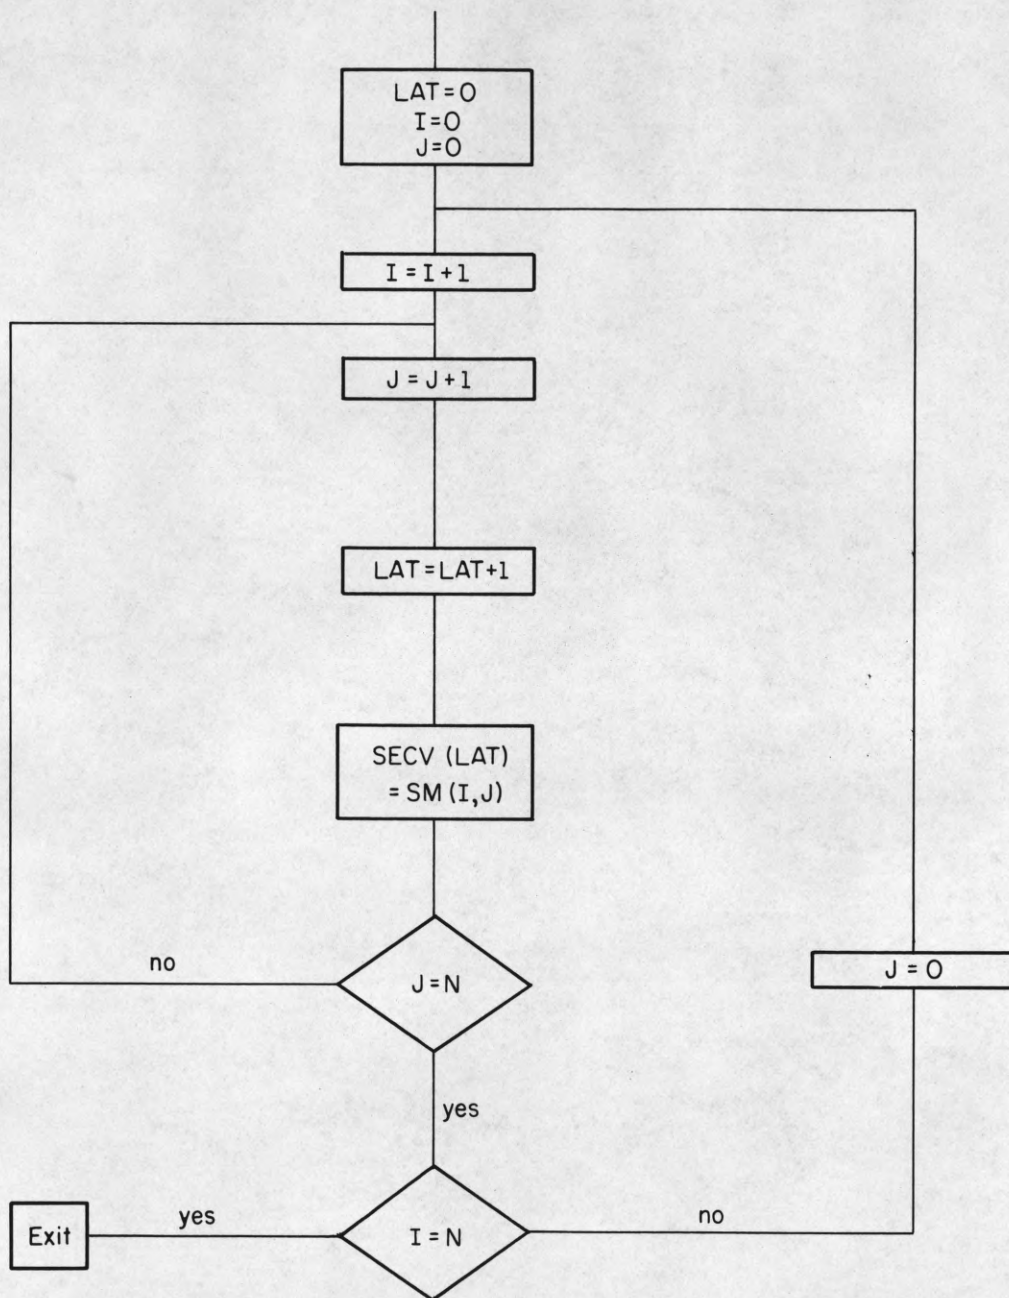 LAT=0
I=0
J=0
I = I+1
J = J+1
LAT=LAT+1
SECV (LAT)
= SM (I,J)
no
J=N
J = 0
yes
Exit
yes
I = N
no